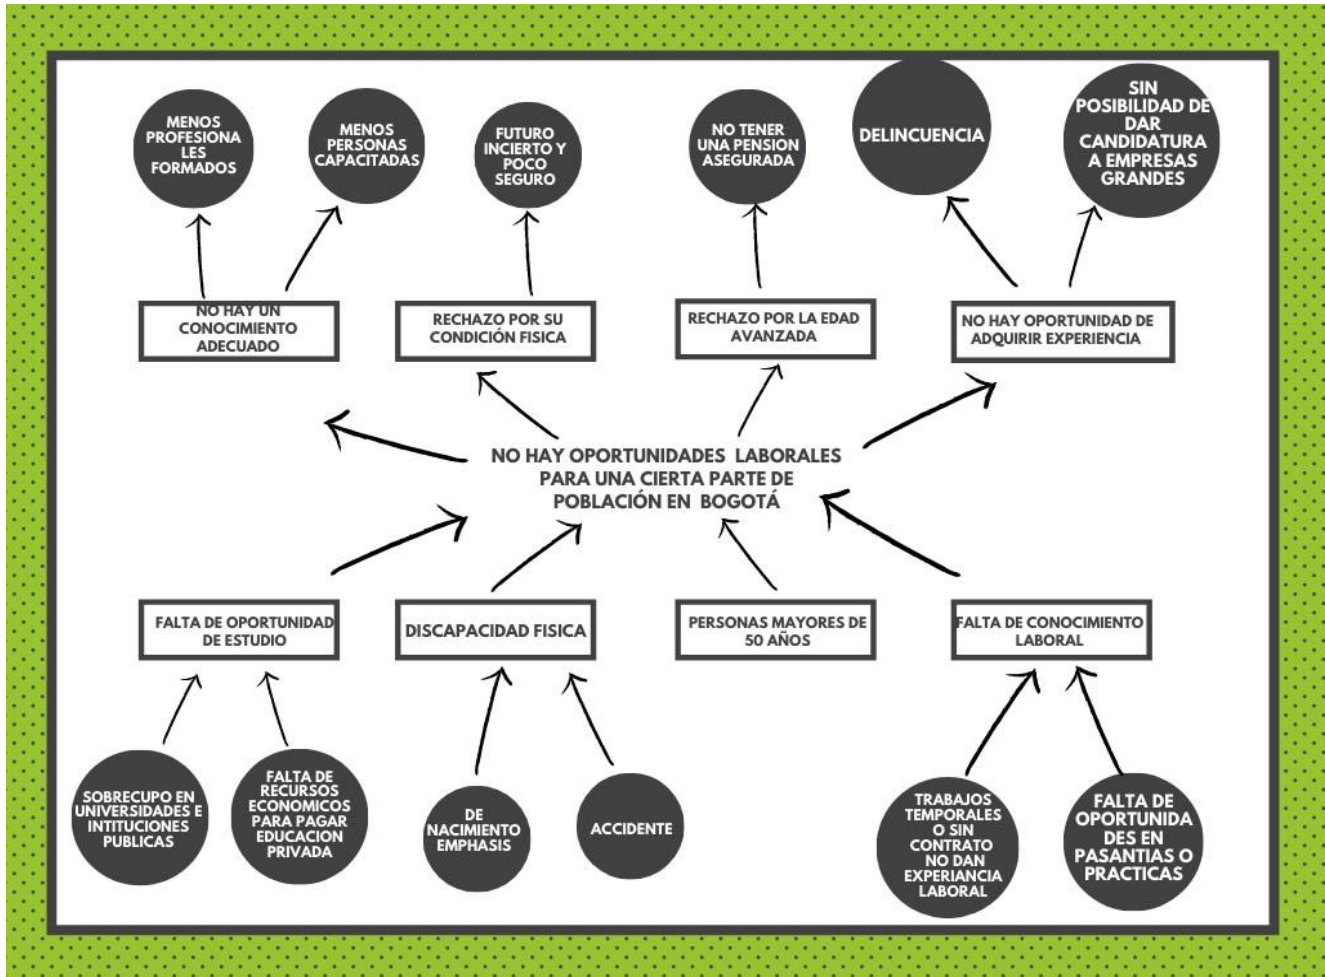 MENOS
PROFESIONA
LES
FORMADOS
MENOS
PERSONAS
CAPACITADAS
FUTURO
INCIERTO Y
POCO
SEGURO
NO TENER
UNA PENSION
ASEGURADA
DELINCUENCIA
SIN
POSIBILIDAD DE
DAR
CANDIDATURA
A EMPRESAS
GRANDES
NO HAY UN
CONOCIMIENTO
ADECUADO
RECHAZO POR SU
CONDICIÓN FISICA
RECHAZO POR LA EDAD
AVANZADA
NO HAY OPORTUNIDAD DE
ADQUIRIR EXPERIENCIA
NO HAY OPORTUNIDADES LABORALES
PARA UNA CIERTA PARTE DE
POBLACIÓN EN BOGOTÁ
FALTA DE OPORTUNIDAD
DE ESTUDIO
DISCAPACIDAD FISICA
PERSONAS MAYORES DE
50 AÑOS
FALTA DE CONOCIMIENTO
LABORAL
SOBRECUPO EN
UNIVERSIDADES E
INTITUCIONES
PUBLICAS
FALTA DE
RECURSOS
ECONOMICOS
PARA PAGAR
EDUCACION
PRIVADA
DE
NACIMIENTO
EMPHASIS
ACCIDENTE
TRABAJOS
TEMPORALES
O SIN
CONTRATO
NO DAN
EXPERIANCIA
LABORAL
FALTA DE
OPORTUNIDA
DES EN
PASANTIAS O
PRACTICAS